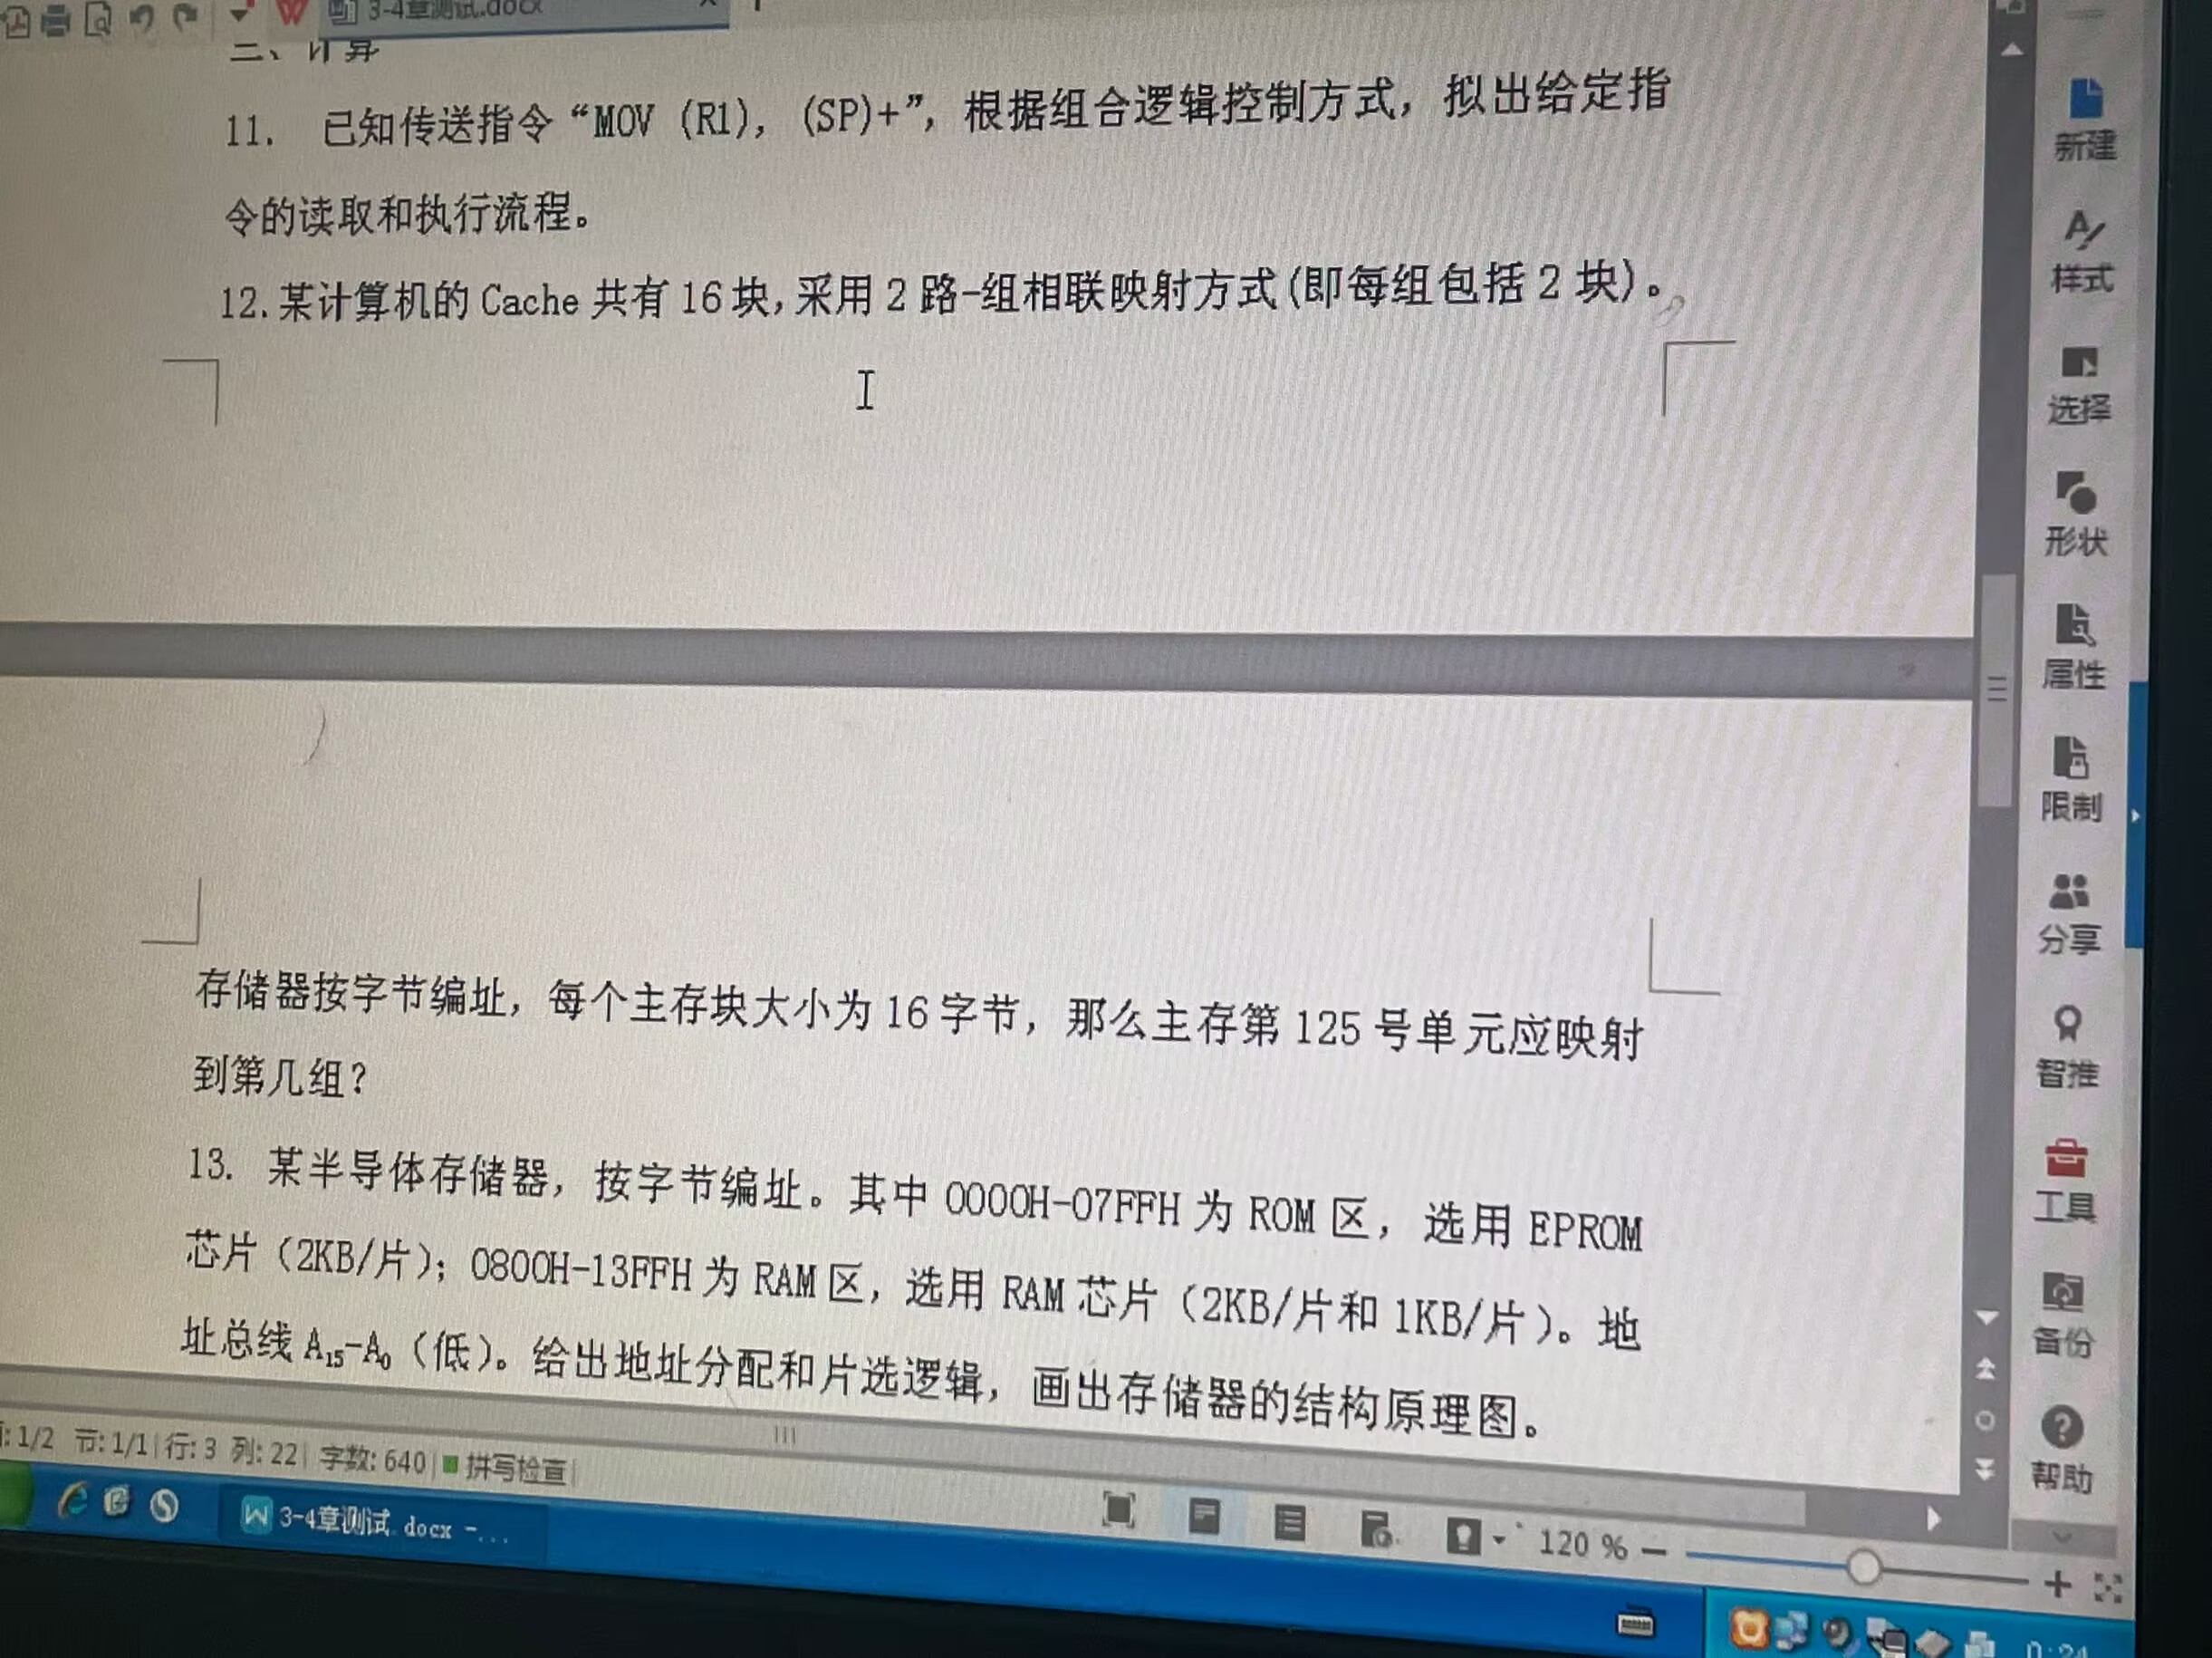 3-4章测试.docx
三、计算
11. 已知传送指令“MOV (R1), (SP)+”, 根据组合逻辑控制方式, 拟出给定指
令的读取和执行流程。
12.某计算机的 Cache 共有 16 块, 采用 2 路-组相联映射方式(即每组包括 2 块)。
存储器按字节编址, 每个主存块大小为 16 字节, 那么主存第 125 号单元应映射
到第几组?
13. 某半导体存储器, 按字节编址。其中 0000H-07FFH 为 ROM 区, 选用 EPROM
芯片 (2KB/片); 0800H-13FFH 为 RAM 区, 选用 RAM 芯片 (2KB/片和 1KB/片)。地
址总线 A15-A0 (低)。给出地址分配和片选逻辑, 画出存储器的结构原理图。
新建
样式
选择
形状
属性
限制
分享
智推
工具
备份
帮助
: 1/2 节: 1/1 行: 3 列: 22 字数: 640 拼写检查
120 %
3-4章测试.docx -...